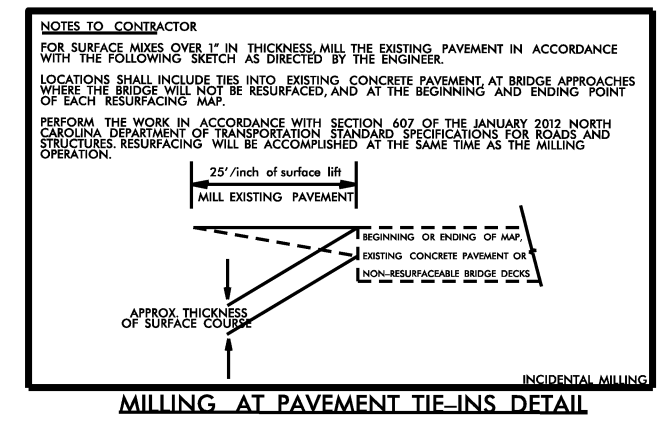 NOTES TO CONTRACTOR
FOR SURFACE MIXES OVER 1" IN THICKNESS, MILL THE EXISTING PAVEMENT IN ACCORDANCE
WITH THE FOLLOWING SKETCH AS DIRECTED BY THE ENGINEER.
LOCATIONS SHALL INCLUDE TIES INTO EXISTING CONCRETE PAVEMENT, AT BRIDGE APPROACHES
WHERE THE BRIDGE WILL NOT BE RESURFACED, AND AT THE BEGINNING AND ENDING POINT
OF EACH RESURFACING MAP.
PERFORM THE WORK IN ACCORDANCE WITH SECTION 607 OF THE JANUARY 2012 NORTH
CAROLINA DEPARTMENT OF TRANSPORTATION STANDARD SPECIFICATIONS FOR ROADS AND
STRUCTURES. RESURFACING WILL BE ACCOMPLISHED AT THE SAME TIME AS THE MILLING
OPERATION.
25'/inch of surface lift
MILL EXISTING PAVEMENT
BEGINNING OR ENDING OF MAP,
EXISTING CONCRETE PAVEMENT OR
NON-RESURFACEABLE BRIDGE DECKS
APPROX. THICKNESS
OF SURFACE COURSE
INCIDENTAL MILLING
MILLING AT PAVEMENT TIE-INS DETAIL